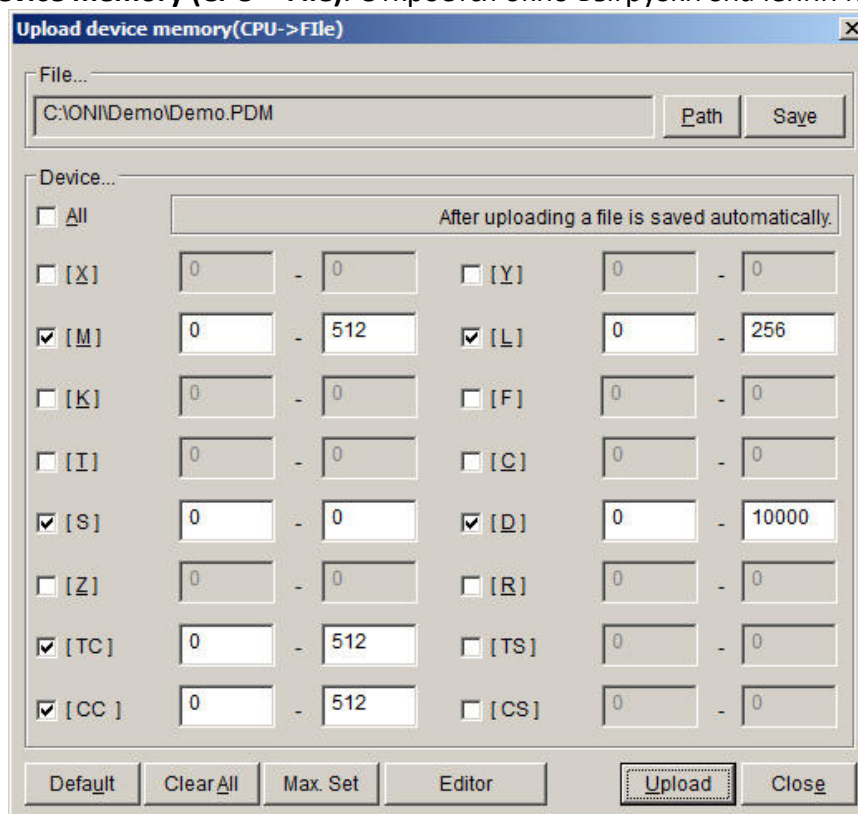 Upload device memory(CPU->FIle)
File...
C:\ONI\Demo\Demo.PDM Path Save
Device...
All After uploading a file is saved automatically.
[X] 0 - 0 [Y] 0 - 0
[M] 0 - 512 [L] 0 - 256
[K] 0 - 0 [F] 0 - 0
[T] 0 - 0 [C] 0 - 0
[S] 0 - 0 [D] 0 - 10000
[Z] 0 - 0 [R] 0 - 0
[TC] 0 - 512 [TS] 0 - 0
[CC ] 0 - 512 [CS] 0 - 0
Default Clear All Max. Set Editor Upload Close